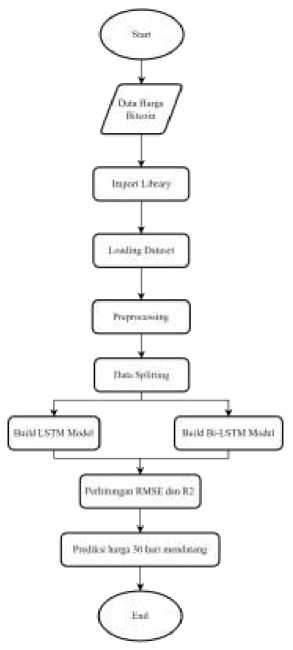 Start
Data Harga
Bitcoin
Import Library
Loading Dataset
Preprocessing
Data Splitting
Build LSTM Model
Build Bi-LSTM Model
Perhitungan RMSE dan R2
Prediksi harga 30 hari mendatang
End